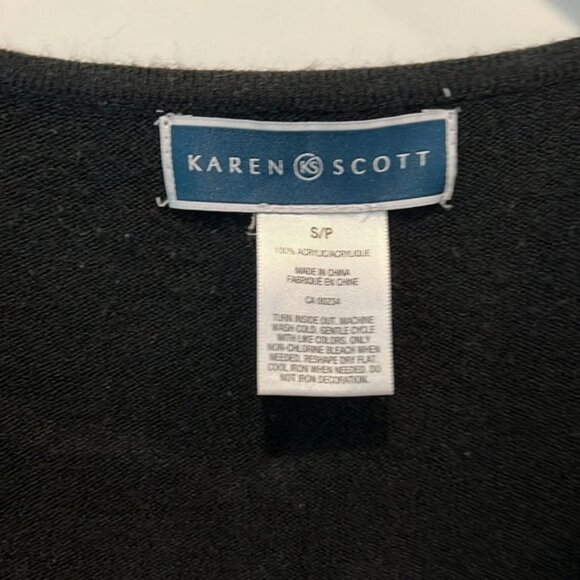 KAREN KS SCOTT
S/P
100% ACRYLIC/ACRYLIQUE
MADE IN CHINA
FABRIQUÉ EN CHINE
CA 00234
TURN INSIDE OUT. MACHINE
WASH COLD. GENTLE CYCLE
WITH LIKE COLORS. ONLY
NON-CHLORINE BLEACH WHEN
NEEDED. RESHAPE DRY FLAT.
COOL IRON WHEN NEEDED. DO
NOT IRON DECORATION.